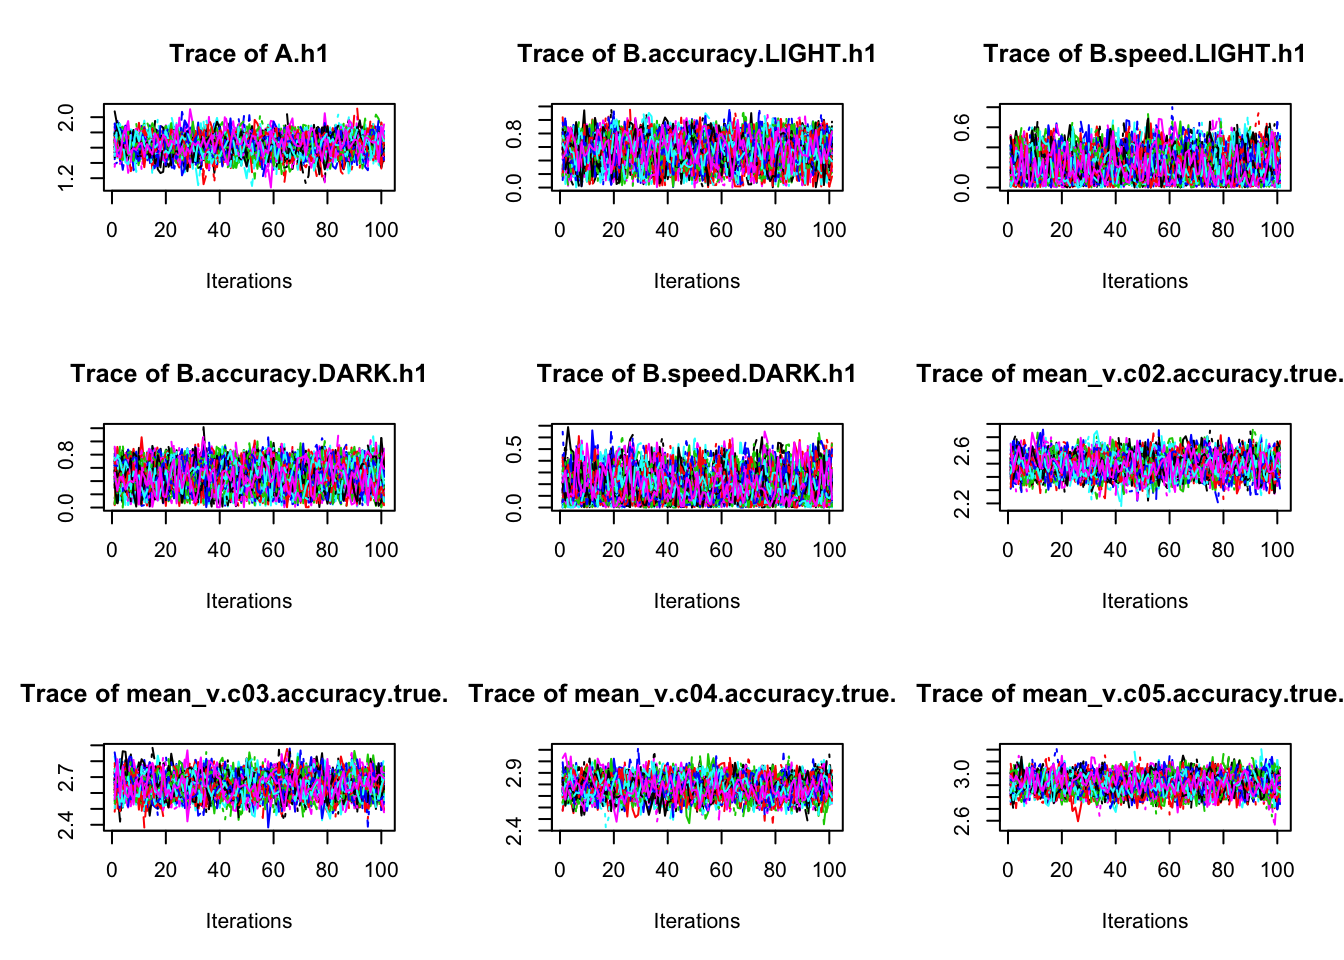 Trace of A.h1
1.2 2.0
0 20 40 60 80 100
Iterations
Trace of B.accuracy.LIGHT.h1
0.0 0.8
0 20 40 60 80 100
Iterations
Trace of B.speed.LIGHT.h1
0.0 0.6
0 20 40 60 80 100
Iterations
Trace of B.accuracy.DARK.h1
0.0 0.8
0 20 40 60 80 100
Iterations
Trace of B.speed.DARK.h1
0.0 0.5
0 20 40 60 80 100
Iterations
Trace of mean_v.c02.accuracy.true.
2.2 2.6
0 20 40 60 80 100
Iterations
Trace of mean_v.c03.accuracy.true.
2.4 2.7
0 20 40 60 80 100
Iterations
Trace of mean_v.c04.accuracy.true.
2.4 2.9
0 20 40 60 80 100
Iterations
Trace of mean_v.c05.accuracy.true.
2.6 3.0
0 20 40 60 80 100
Iterations